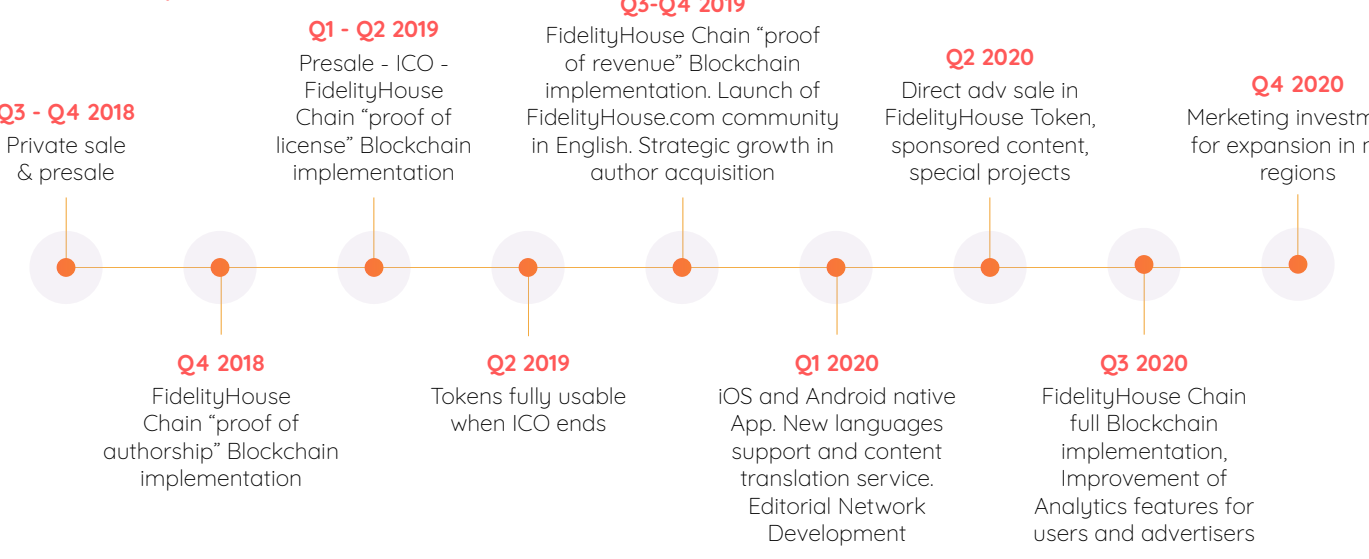 Q3 - Q4 2018
Private sale
& presale
Q4 2018
FidelityHouse
Chain “proof of
authorship” Blockchain
implementation
Q1 - Q2 2019
Presale - ICO -
FidelityHouse
Chain “proof of
license” Blockchain
implementation
Q2 2019
Tokens fully usable
when ICO ends
Q3-Q4 2019
FidelityHouse Chain “proof
of revenue” Blockchain
implementation. Launch of
FidelityHouse.com community
in English. Strategic growth in
author acquisition
Q1 2020
iOS and Android native
App. New languages
support and content
translation service.
Editorial Network
Development
Q2 2020
Direct adv sale in
FidelityHouse Token,
sponsored content,
special projects
Q3 2020
FidelityHouse Chain
full Blockchain
implementation,
Improvement of
Analytics features for
users and advertisers
Q4 2020
Merketing
for expansion in
regions